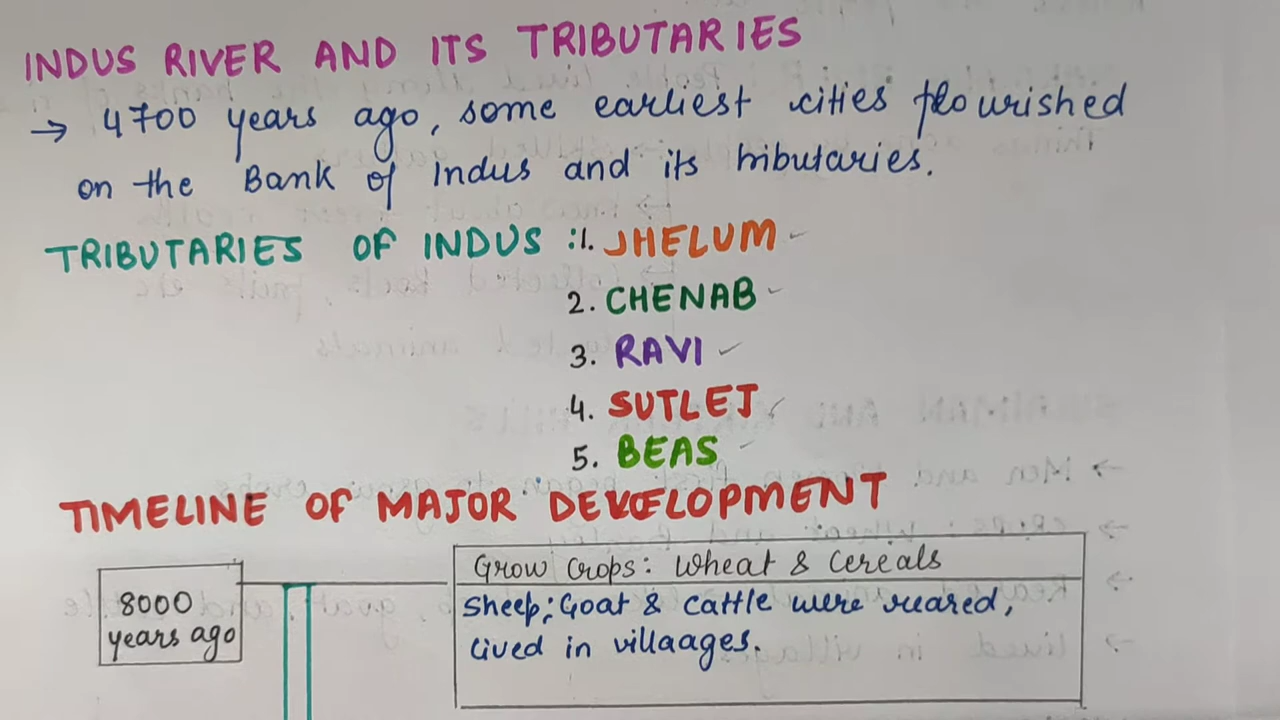 INDUS RIVER AND ITS TRIBUTARIES
→ 4700 years ago, some earliest cities flourished
on the Bank of Indus and its tributaries.
TRIBUTARIES OF INDUS :1. JHELUM
2. CHENAB
3. RAVI
4. SUTLEJ
5. BEAS
TIMELINE OF MAJOR DEVELOPMENT
8000
years ago
Grow Crops: Wheat & Cereals
Sheep; Goat & Cattle were reared,
Lived in villaages.